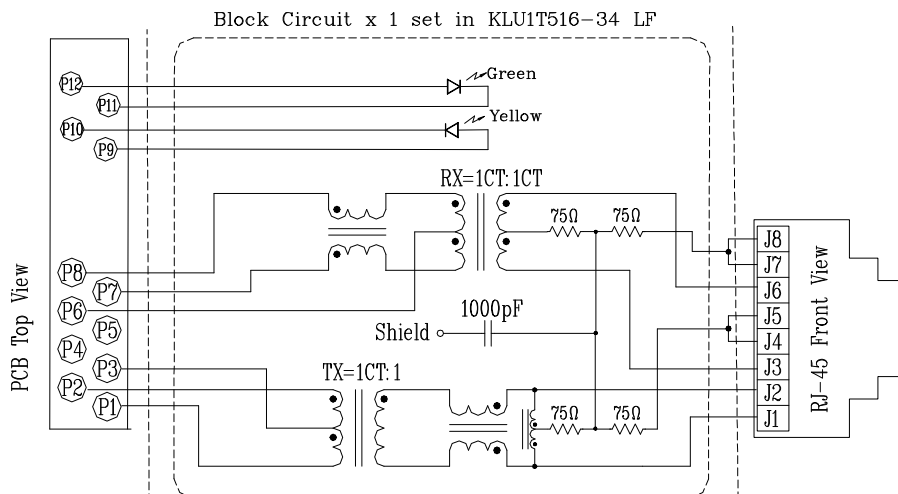 Block Circuit x 1 set in KLU1T516-34 LF
P12
Green
P11
P10
Yellow
P9
RX=1CT:1CT
75Ω 75Ω
J8
P8
J7
P7
J6
P6
1000pF
J5
P5
Shield
J4
P4
J3
P3
TX=1CT:1
J2
P2
75Ω 75Ω
J1
P1
PCB Top View
RJ-45 Front View